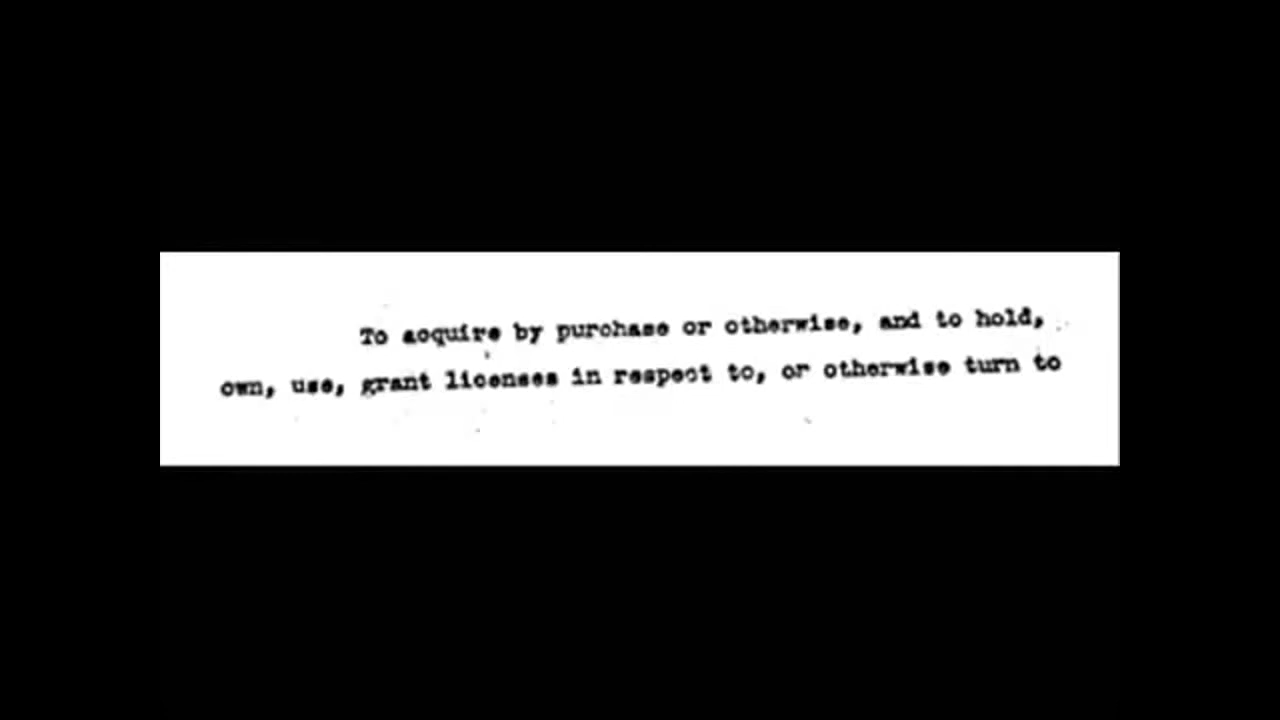 To acquire by purchase or otherwise, and to hold,
own, use, grant licenses in respect to, or otherwise turn to